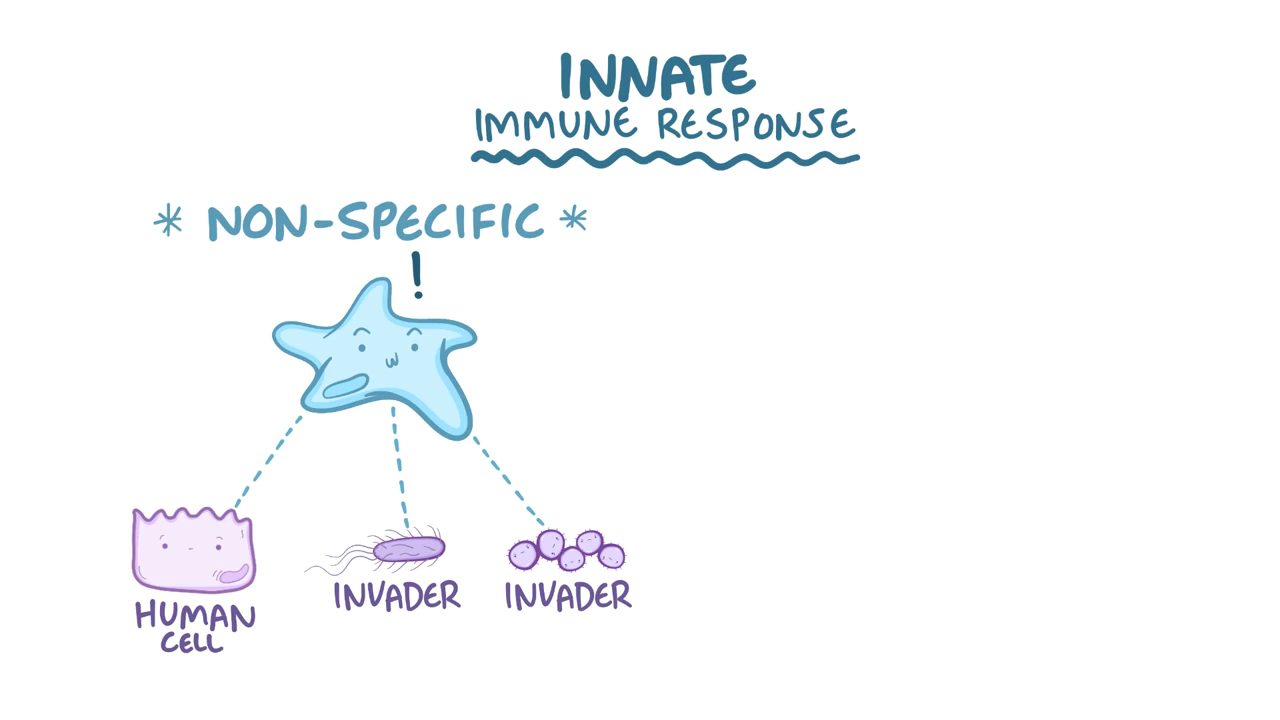 INNATE
IMMUNE RESPONSE
* NON-SPECIFIC *
!
HUMAN
CELL
INVADER
INVADER